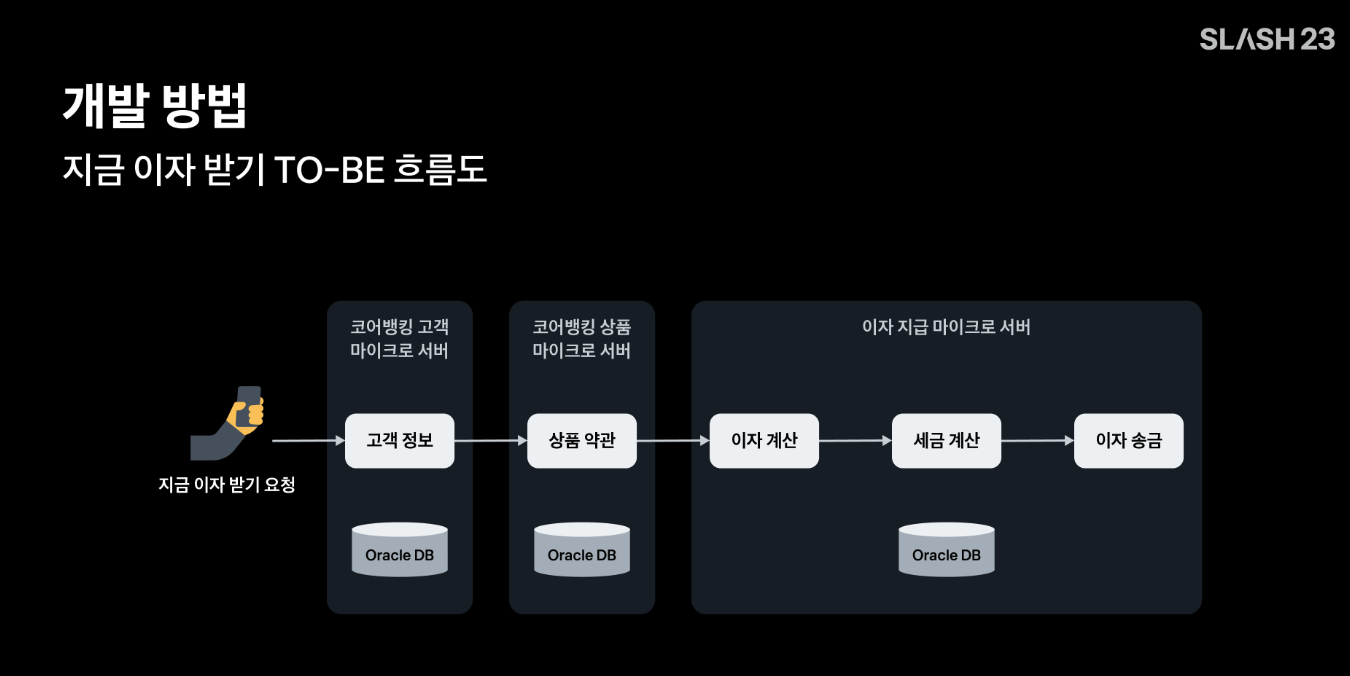 SLASH 23
개발 방법
지금 이자 받기 TO-BE 흐름도
코어뱅킹 고객
마이크로 서버
고객 정보
Oracle DB
코어뱅킹 상품
마이크로 서버
상품 약관
Oracle DB
이자 지급 마이크로 서버
이자 계산
세금 계산
이자 송금
Oracle DB
지금 이자 받기 요청